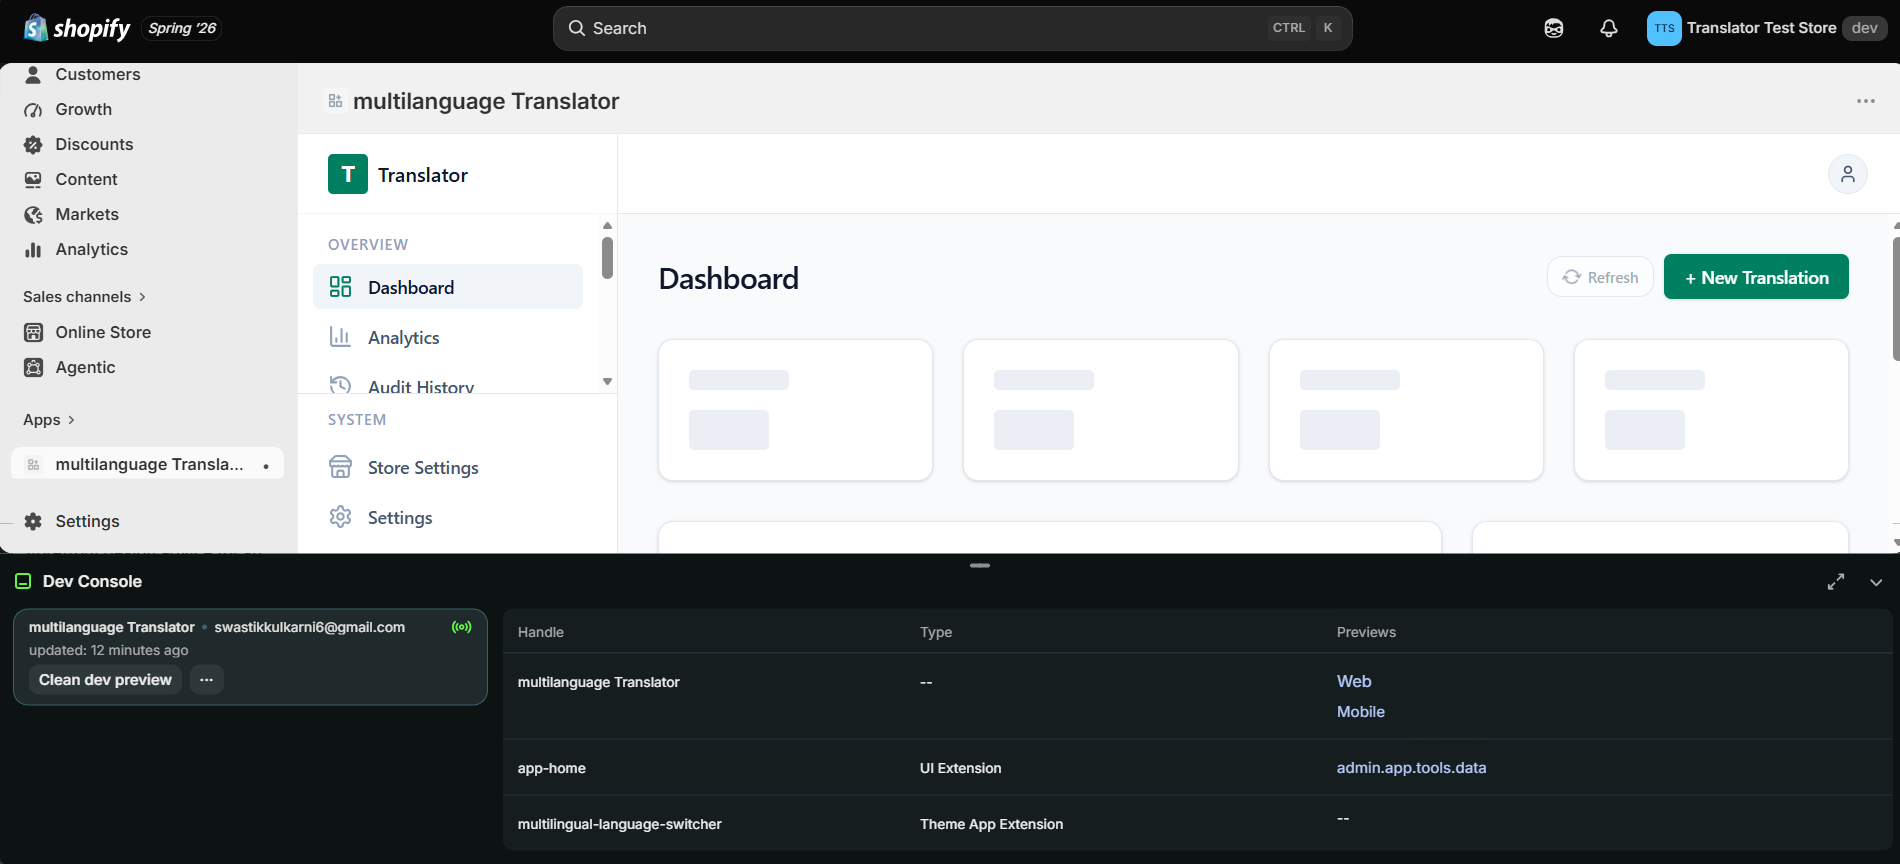 shopify
Spring '26
Search
CTRL K
TTS
Translator Test Store
dev
Customers
Growth
Discounts
Content
Markets
Analytics
Sales channels
Online Store
Agentic
Apps
multilanguage Transla...
Settings
multilanguage Translator
T
Translator
OVERVIEW
Dashboard
Analytics
Audit History
SYSTEM
Store Settings
Settings
Dashboard
Refresh
+ New Translation
Dev Console
multilanguage Translator • swastikkulkarni6@gmail.com
updated: 12 minutes ago
Clean dev preview
Handle Type Previews
multilanguage Translator -- Web
Mobile
app-home UI Extension admin.app.tools.data
multilingual-language-switcher Theme App Extension --